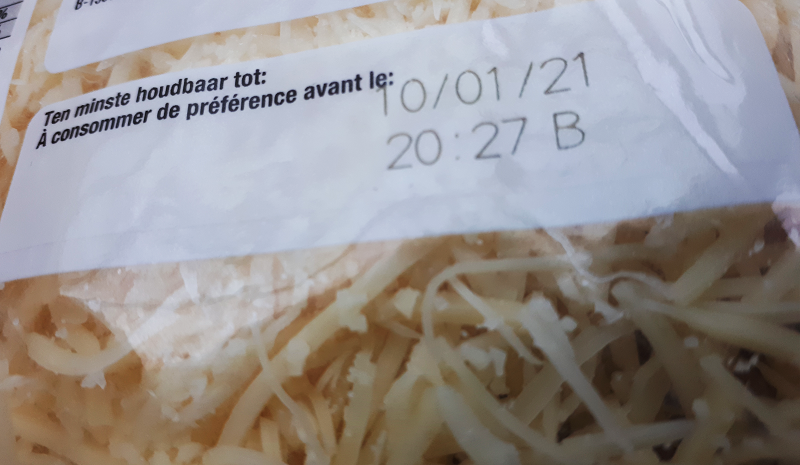 Ten minste houdbaar tot:
À consommer de préférence avant le: 10/01/21
20:27 B